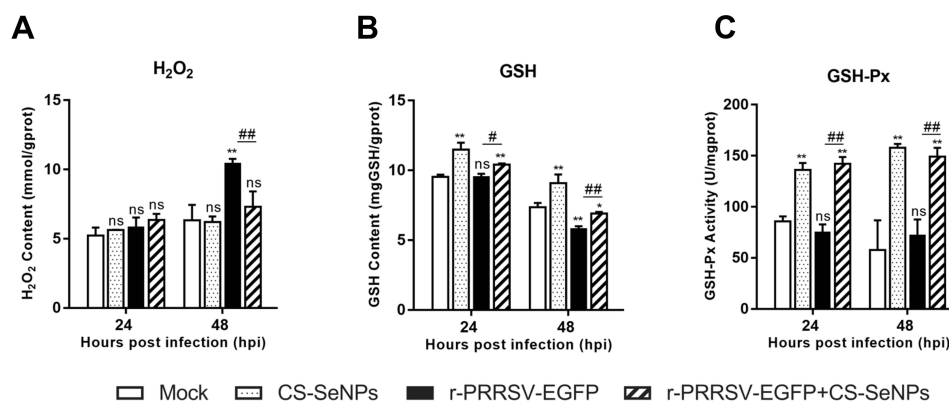 A
B
C
H2O2
GSH
GSH-Px
H2O2 Content (mmol/gprot)
15
10
5
0
ns
ns
ns
ns
**
##
ns
24
48
Hours post infection (hpi)
GSH Content (mgGSH/gprot)
15
10
5
0
**
ns
#
**
**
**
##
*
24
48
Hours post infection (hpi)
GSH-Px Activity (U/mgprot)
200
150
100
50
0
**
ns
##
**
**
ns
##
**
24
48
Hours post infection (hpi)
Mock CS-SeNPs r-PRRSV-EGFP r-PRRSV-EGFP+CS-SeNPs